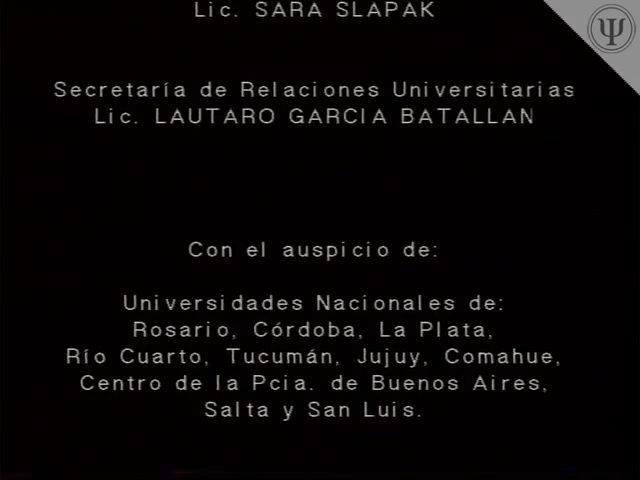 Lic. SARA SLAPAK
Secretaría de Relaciones Universitarias
Lic. LAUTARO GARCIA BATALLAN
Con el auspicio de:
Universidades Nacionales de:
Rosario, Córdoba, La Plata,
Río Cuarto, Tucumán, Jujuy, Comahue,
Centro de la Pcia. de Buenos Aires,
Salta y San Luis.